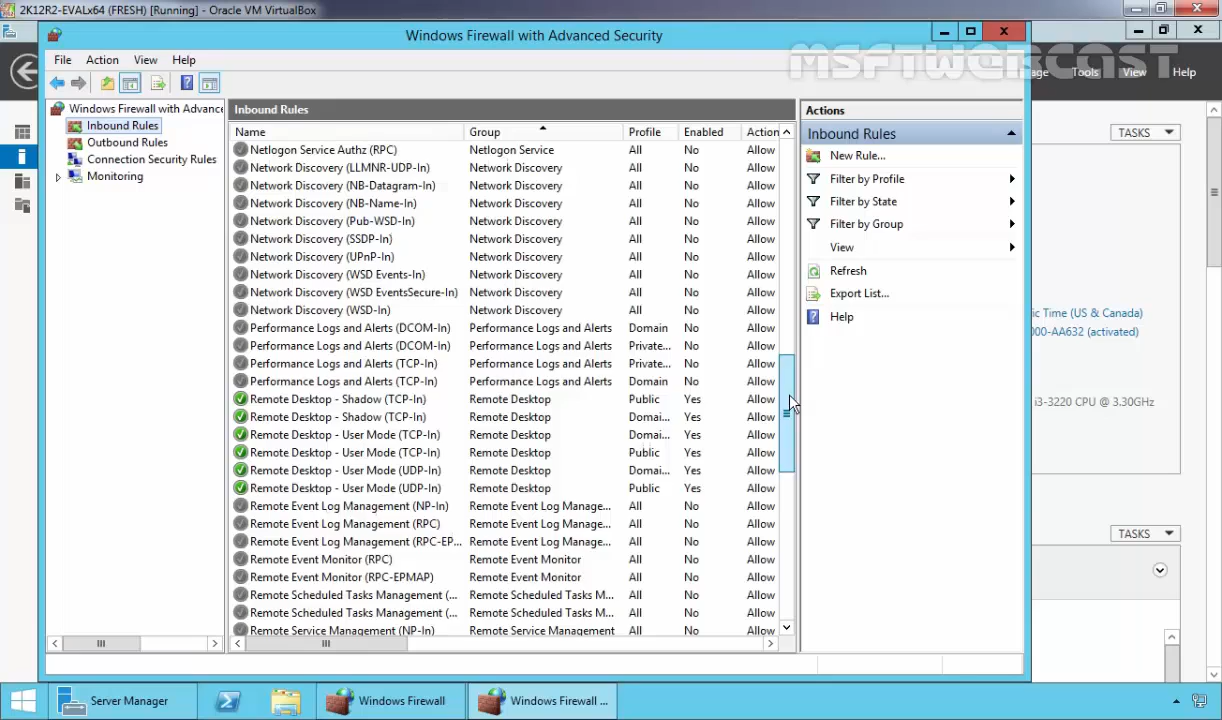 2K12R2-EVALx64 (FRESH) [Running] - Oracle VM VirtualBox
Windows Firewall with Advanced Security
MSFTWEBCAST
File Action View Help
Tools View Help
Windows Firewall with Advance
Inbound Rules
Outbound Rules
Connection Security Rules
Monitoring
Inbound Rules
Name Group Profile Enabled Action
Netlogon Service Authz (RPC) Netlogon Service All No Allow
Network Discovery (LLMNR-UDP-In) Network Discovery All No Allow
Network Discovery (NB-Datagram-In) Network Discovery All No Allow
Network Discovery (NB-Name-In) Network Discovery All No Allow
Network Discovery (Pub-WSD-In) Network Discovery All No Allow
Network Discovery (SSDP-In) Network Discovery All No Allow
Network Discovery (UPnP-In) Network Discovery All No Allow
Network Discovery (WSD Events-In) Network Discovery All No Allow
Network Discovery (WSD EventsSecure-In) Network Discovery All No Allow
Network Discovery (WSD-In) Network Discovery All No Allow
Performance Logs and Alerts (DCOM-In) Performance Logs and Alerts Domain No Allow
Performance Logs and Alerts (DCOM-In) Performance Logs and Alerts Private... No Allow
Performance Logs and Alerts (TCP-In) Performance Logs and Alerts Private... No Allow
Performance Logs and Alerts (TCP-In) Performance Logs and Alerts Domain No Allow
Remote Desktop - Shadow (TCP-In) Remote Desktop Public Yes Allow
Remote Desktop - Shadow (TCP-In) Remote Desktop Domai... Yes Allow
Remote Desktop - User Mode (TCP-In) Remote Desktop Domai... Yes Allow
Remote Desktop - User Mode (TCP-In) Remote Desktop Public Yes Allow
Remote Desktop - User Mode (UDP-In) Remote Desktop Domai... Yes Allow
Remote Desktop - User Mode (UDP-In) Remote Desktop Public Yes Allow
Remote Event Log Management (NP-In) Remote Event Log Manage... All No Allow
Remote Event Log Management (RPC) Remote Event Log Manage... All No Allow
Remote Event Log Management (RPC-EP... Remote Event Log Manage... All No Allow
Remote Event Monitor (RPC) Remote Event Monitor All No Allow
Remote Event Monitor (RPC-EPMAP) Remote Event Monitor All No Allow
Remote Scheduled Tasks Management (... Remote Scheduled Tasks M... All No Allow
Remote Scheduled Tasks Management (... Remote Scheduled Tasks M... All No Allow
Remote Service Management (NP-In) Remote Service Management All No Allow
Actions
Inbound Rules
New Rule...
Filter by Profile
Filter by State
Filter by Group
View
Refresh
Export List...
Help
TASKS
ic Time (US & Canada)
000-AA632 (activated)
i3-3220 CPU @ 3.30GHz
TASKS
Server Manager
Windows Firewall
Windows Firewall ...